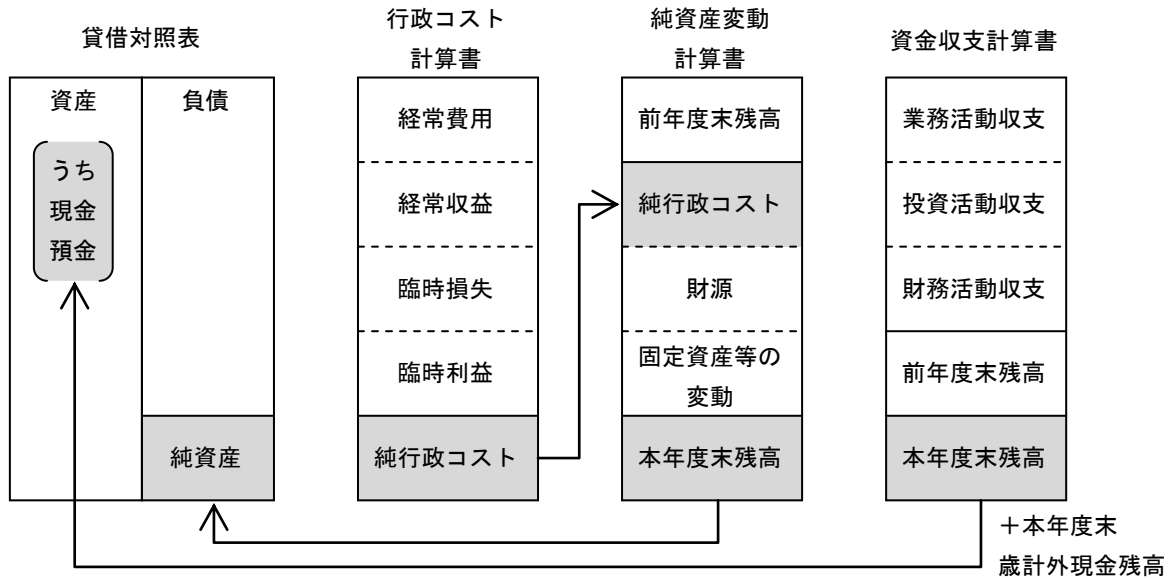 貸借対照表
資産
うち
現金
預金
負債
純資産
行政コスト
計算書
経常費用
経常収益
臨時損失
臨時利益
純行政コスト
純資産変動
計算書
前年度末残高
純行政コスト
財源
固定資産等の
変動
本年度末残高
資金収支計算書
業務活動収支
投資活動収支
財務活動収支
前年度末残高
本年度末残高
＋本年度末
歳計外現金残高